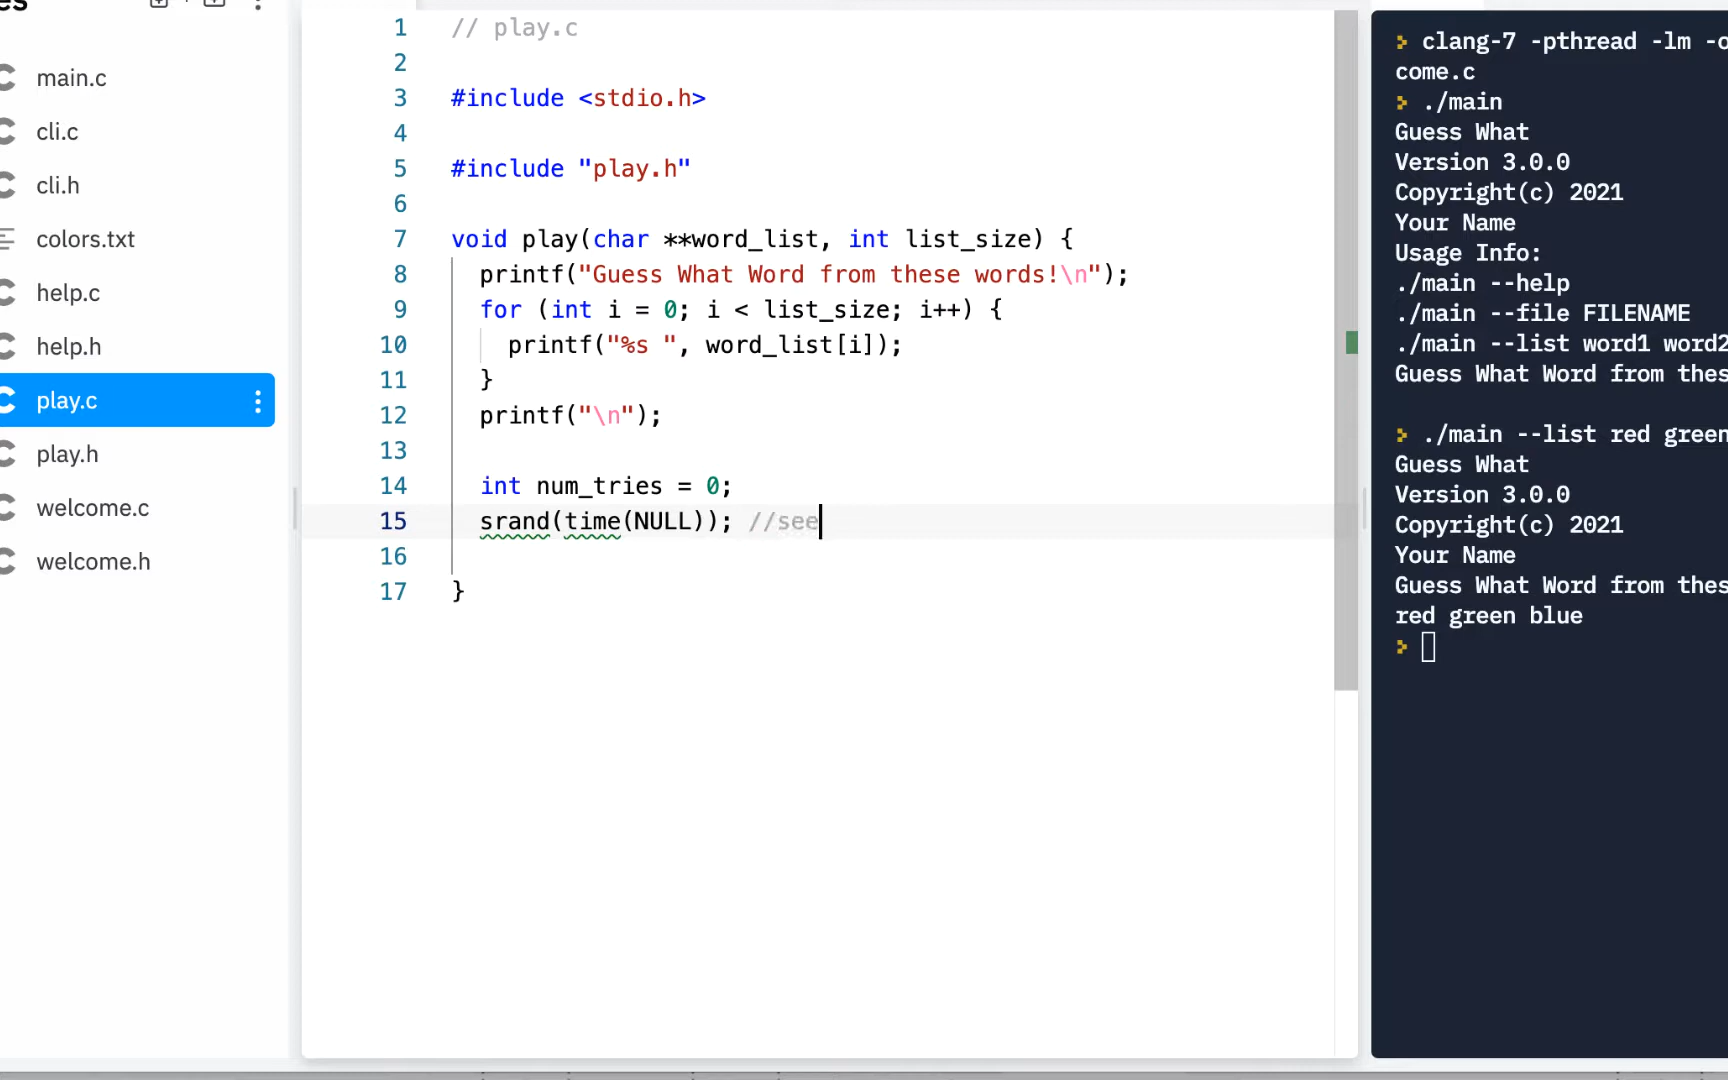 es
main.c
cli.c
cli.h
colors.txt
help.c
help.h
play.c
play.h
welcome.c
welcome.h
1 // play.c
2
3 #include <stdio.h>
4
5 #include "play.h"
6
7 void play(char **word_list, int list_size) {
8 printf("Guess What Word from these words!\n");
9 for (int i = 0; i < list_size; i++) {
10 printf("%s ", word_list[i]);
11 }
12 printf("\n");
13
14 int num_tries = 0;
15 srand(time(NULL)); //see
16
17 }
> clang-7 -pthread -lm -o
come.c
> ./main
Guess What
Version 3.0.0
Copyright(c) 2021
Your Name
Usage Info:
./main --help
./main --file FILENAME
./main --list word1 word2
Guess What Word from thes
> ./main --list red green
Guess What
Version 3.0.0
Copyright(c) 2021
Your Name
Guess What Word from thes
red green blue
>